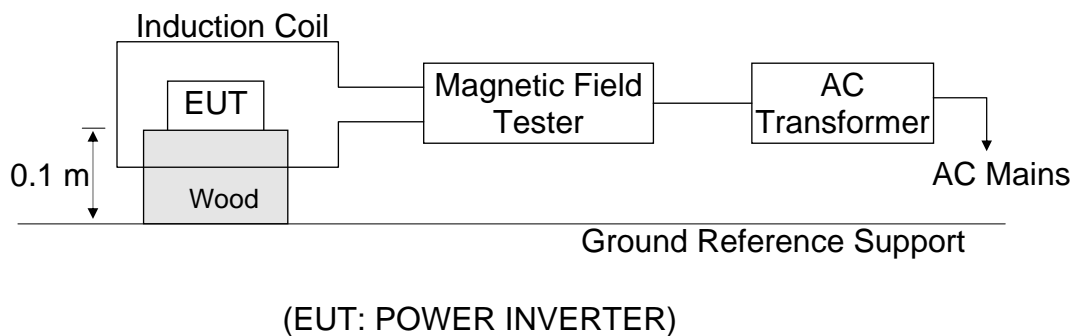 Induction Coil
EUT
Magnetic Field
Tester
AC
Transformer
0.1 m
Wood
AC Mains
Ground Reference Support
(EUT: POWER INVERTER)